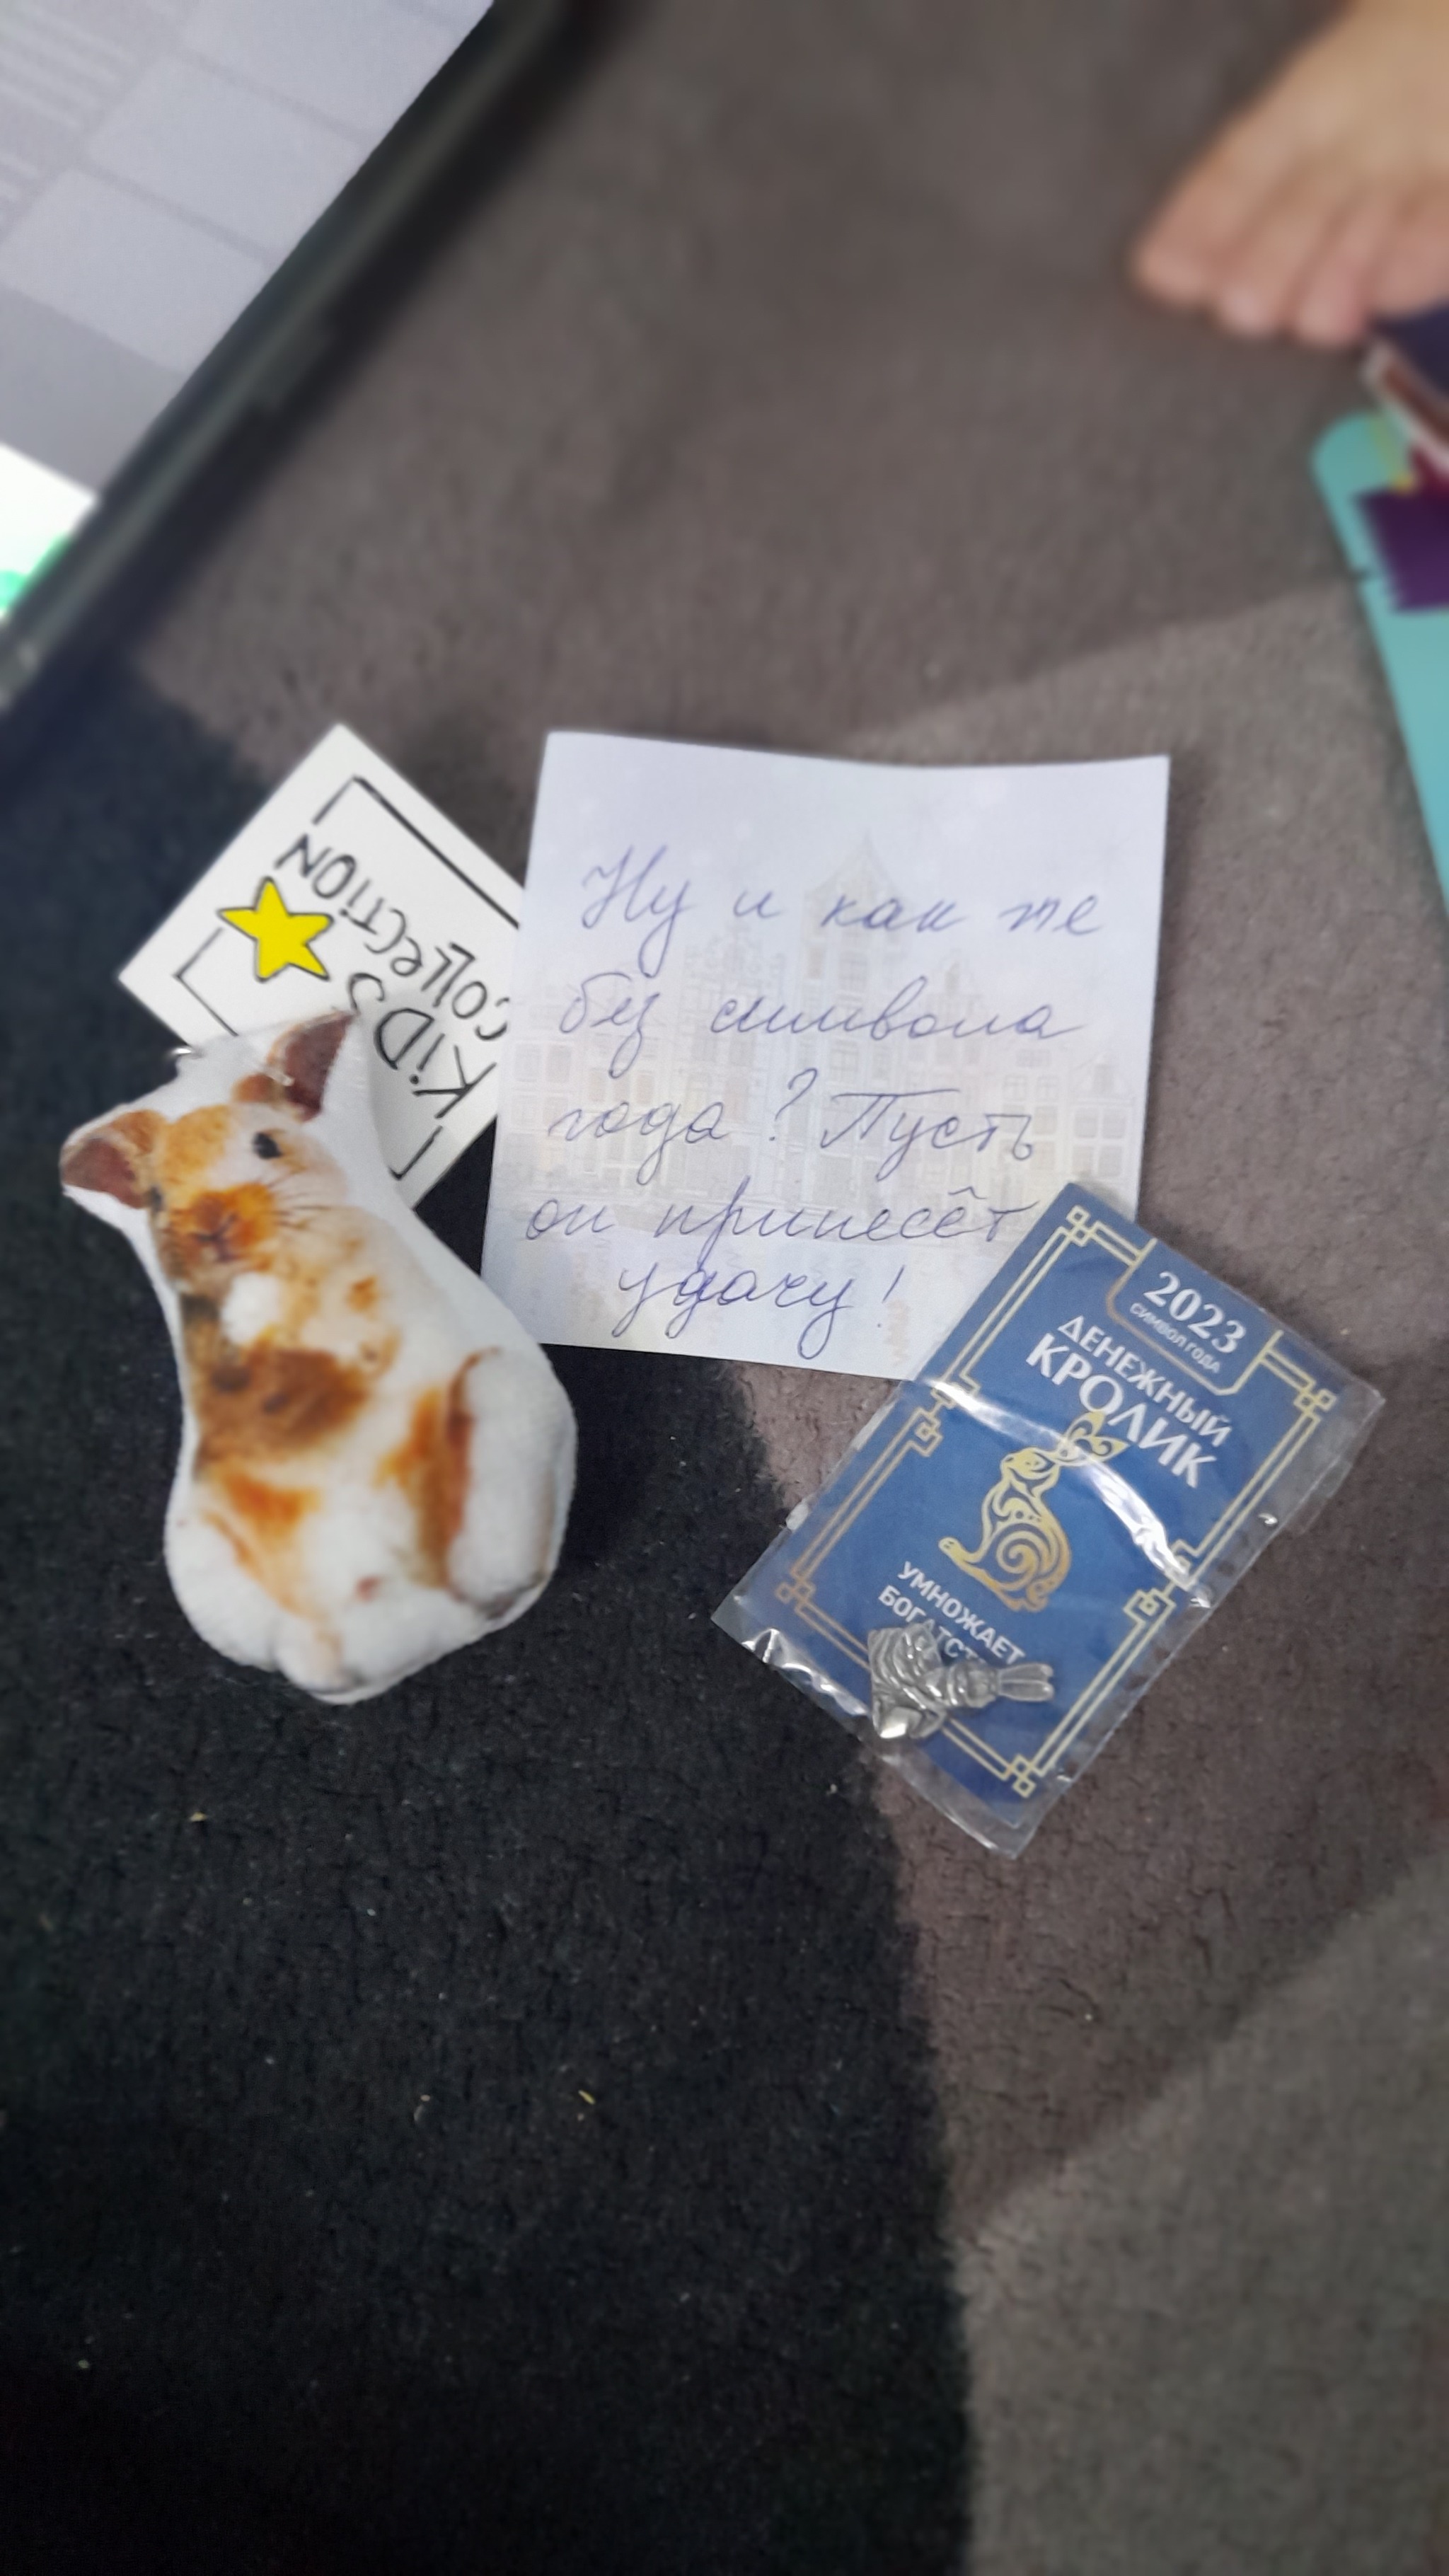 KiDS
COllECTiON
Ну и как же
без символа
года? Пусть
он принесёт
удачу!
2023
СИМВОЛ ГОДА
ДЕНЕЖНЫЙ
КРОЛИК
УМНОЖАЕТ